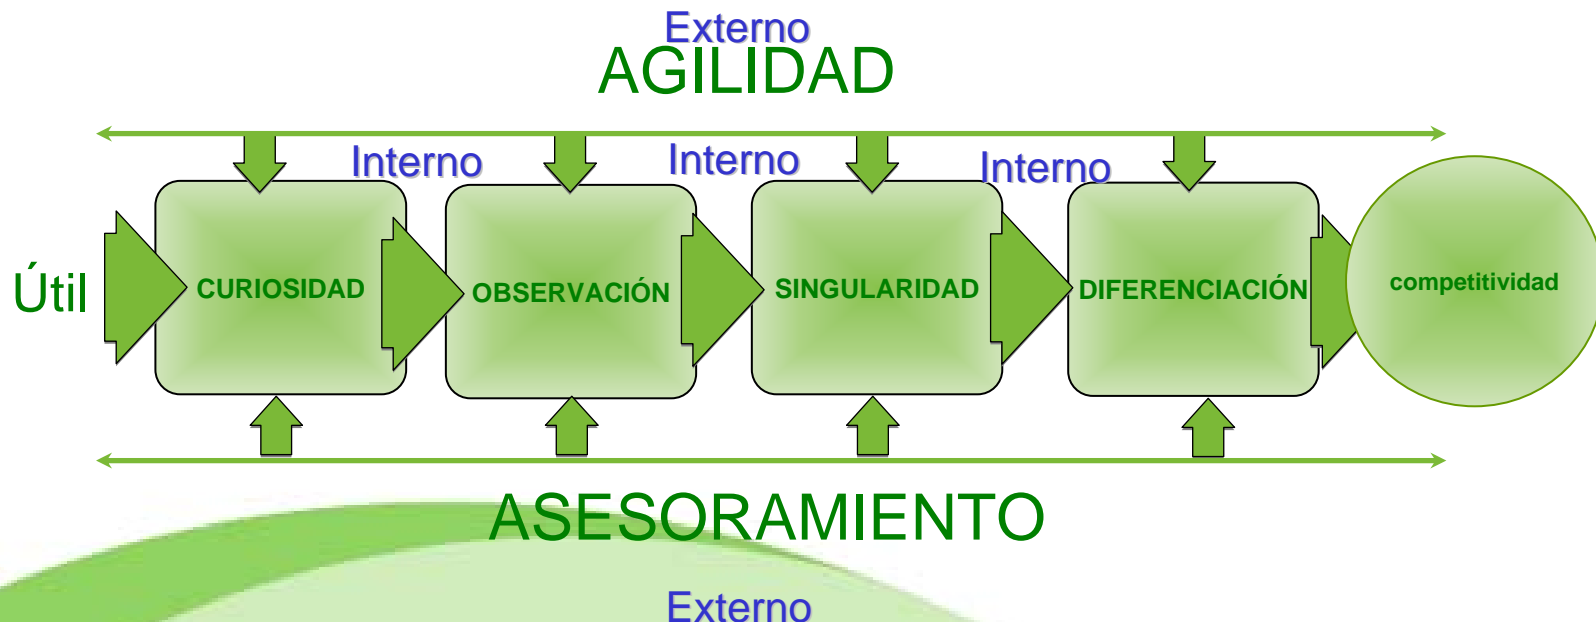 Externo
AGILIDAD
Interno
Interno
Interno
Útil
CURIOSIDAD
OBSERVACIÓN
SINGULARIDAD
DIFERENCIACIÓN
competitividad
ASESORAMIENTO
Externo